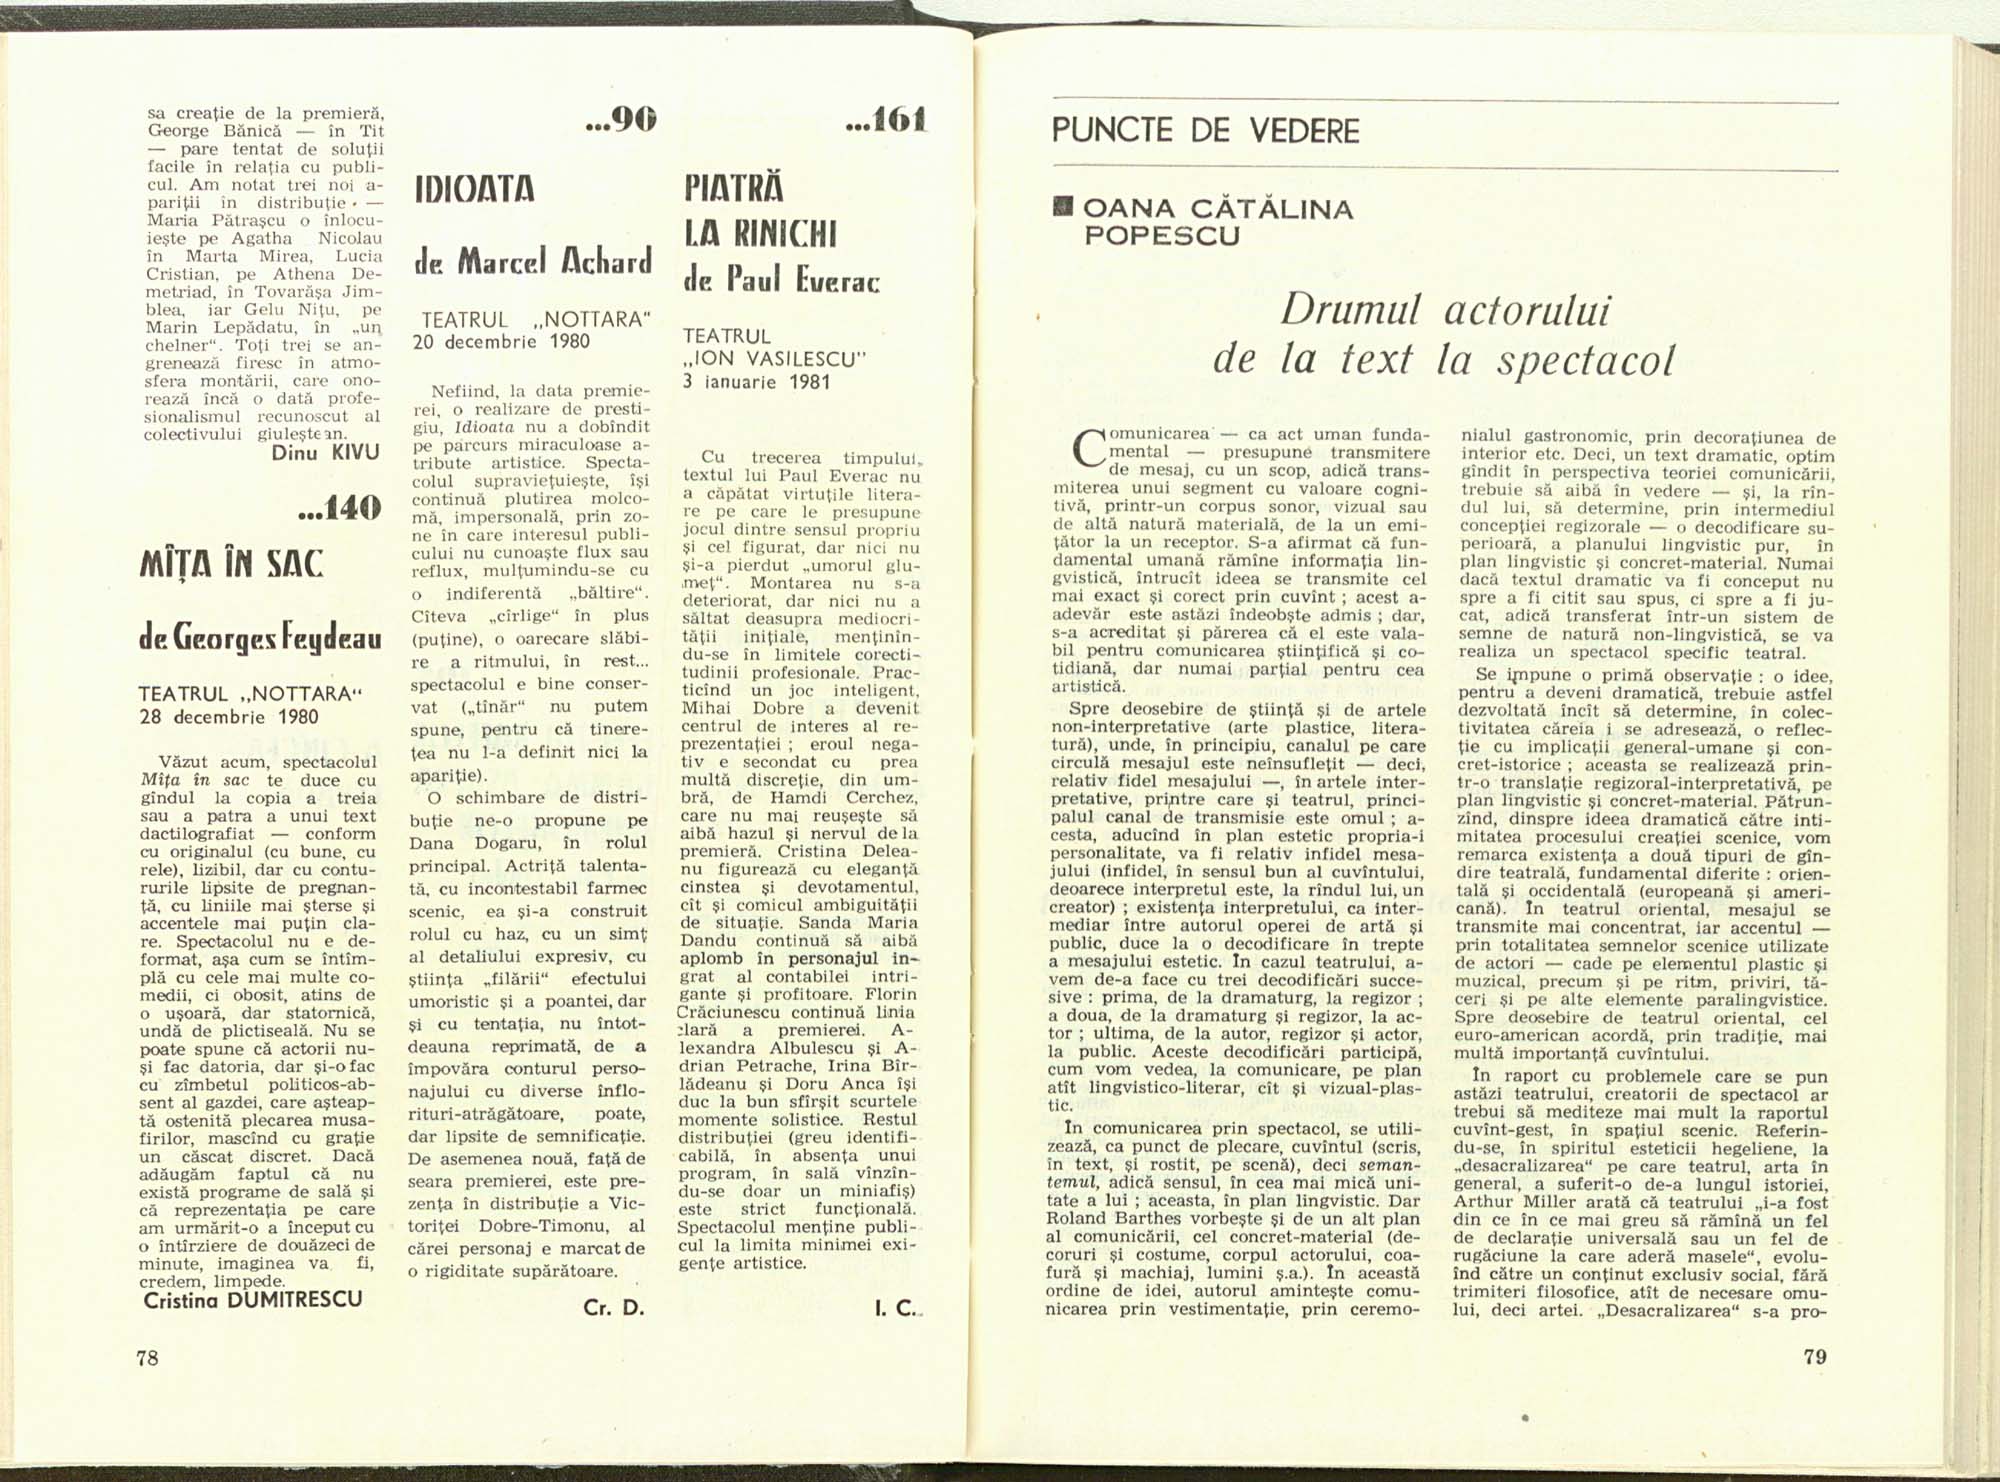 sa creație de la premieră,
George Bănică — în Tit
— pare tentat de soluții
facile în relația cu publi-
cul. Am notat trei noi a-
pariții în distribuție —
Maria Pătrașcu o înlocu-
iește pe Agatha Nicolau
în Marta Mirea, Lucia
Cristian, pe Athena De-
metriad, în Tovarășa Jim-
blea, iar Gelu Nițu, pe
Marin Lepădatu, în „un
chelner“. Toți trei se an-
grenează firesc în atmo-
sfera montării, care ono-
rează încă o dată profe-
sionalismul recunoscut al
colectivului giuleștean.
Dinu KIVU
...140
MÎȚA ÎN SAC
de Georges Feydeau
TEATRUL „NOTTARA“
28 decembrie 1980
Văzut acum, spectacolul
Mîța în sac te duce cu
gîndul la copia a treia
sau a patra a unui text
dactilografiat — conform
cu originalul (cu bune, cu
rele), lizibil, dar cu contu-
rurile lipsite de pregnan-
ță, cu liniile mai șterse și
accentele mai puțin cla-
re. Spectacolul nu e de-
format, așa cum se întîm-
plă cu cele mai multe co-
medii, ci obosit, atins de
o ușoară, dar statornică,
undă de plictiseală. Nu se
poate spune că actorii nu-
și fac datoria, dar și-o fac
cu zîmbetul politicos-ab-
sent al gazdei, care așteap-
tă ostenită plecarea musa-
firilor, mascînd cu grație
un căscat discret. Dacă
adăugăm faptul că nu
există programe de sală și
că reprezentația pe care
am urmărit-o a început cu
o întîrziere de douăzeci de
minute, imaginea va fi,
credem, limpede.
Cristina DUMITRESCU
...90
IDIOATA
de Marcel Achard
TEATRUL „NOTTARA"
20 decembrie 1980
Nefiind, la data premie-
rei, o realizare de presti-
giu, Idioata nu a dobîndit
pe parcurs miraculoase a-
tribute artistice. Specta-
colul supraviețuiește, își
continuă plutirea molco-
mă, impersonală, prin zo-
ne în care interesul publi-
cului nu cunoaște flux sau
reflux, mulțumindu-se cu
o indiferentă „băltire“.
Cîteva „cîrlige“ în plus
(puține), o oarecare slăbi-
re a ritmului, în rest...
spectacolul e bine conser-
vat („tînăr“ nu putem
spune, pentru că tinere-
țea nu l-a definit nici la
apariție).
O schimbare de distri-
buție ne-o propune pe
Dana Dogaru, în rolul
principal. Actriță talenta-
tă, cu incontestabil farmec
scenic, ea și-a construit
rolul cu haz, cu un simț
al detaliului expresiv, cu
știința „filării“ efectului
umoristic și a poantei, dar
și cu tentația, nu întot-
deauna reprimată, de a
împovăra conturul perso-
najului cu diverse înflo-
rituri-atrăgătoare, poate,
dar lipsite de semnificație.
De asemenea nouă, față de
seara premierei, este pre-
zența în distribuție a Vic-
toriței Dobre-Timonu, al
cărei personaj e marcat de
o rigiditate supărătoare.
Cr. D.
...161
PIATRĂ
LA RINICHI
de Paul Everac
TEATRUL
„ION VASILESCU"
3 ianuarie 1981
Cu trecerea timpului,
textul lui Paul Everac nu
a căpătat virtuțile litera-
re pe care le presupune
jocul dintre sensul propriu
și cel figurat, dar nici nu
și-a pierdut „umorul glu-
meț“. Montarea nu s-a
deteriorat, dar nici nu a
săltat deasupra mediocri-
tății inițiale, menținîn-
du-se în limitele corecti-
tudinii profesionale. Prac-
ticînd un joc inteligent,
Mihai Dobre a devenit
centrul de interes al re-
prezentației ; eroul nega-
tiv e secondat cu prea
multă discreție, din um-
bră, de Hamdi Cerchez,
care nu mai reușește să
aibă hazul și nervul de la
premieră. Cristina Delea-
nu figurează cu eleganță
cinstea și devotamentul,
cît și comicul ambiguității
de situație. Sanda Maria
Dandu continuă să aibă
aplomb în personajul in-
grat al contabilei intri-
gante și profitoare. Florin
Crăciunescu continuă linia
clară a premierei. A-
lexandra Albulescu și A-
drian Petrache, Irina Bîr-
lădeanu și Doru Anca își
duc la bun sfîrșit scurtele
momente solistice. Restul
distribuției (greu identifi-
cabilă, în absența unui
program, în sală vînzîn-
du-se doar un miniafiș)
este strict funcțională.
Spectacolul menține publi-
cul la limita minimei exi-
gențe artistice.
I. C.
78
PUNCTE DE VEDERE
■ OANA CĂTĂLINA
POPESCU
Drumul actorului
de la text la spectacol
Comunicarea — ca act uman funda-
mental — presupune transmitere
de mesaj, cu un scop, adică trans-
miterea unui segment cu valoare cogni-
tivă, printr-un corpus sonor, vizual sau
de altă natură materială, de la un emi-
țător la un receptor. S-a afirmat că fun-
damental umană rămîne informația lin-
gvistică, întrucît ideea se transmite cel
mai exact și corect prin cuvînt ; acest a-
adevăr este astăzi îndeobște admis ; dar,
s-a acreditat și părerea că el este vala-
bil pentru comunicarea științifică și co-
tidiană, dar numai parțial pentru cea
artistică.
Spre deosebire de știință și de artele
non-interpretative (arte plastice, litera-
tură), unde, în principiu, canalul pe care
circulă mesajul este neînsuflețit — deci,
relativ fidel mesajului —, în artele inter-
pretative, printre care și teatrul, princi-
palul canal de transmisie este omul ; a-
cesta, aducînd în plan estetic propria-i
personalitate, va fi relativ infidel mesa-
jului (infidel, în sensul bun al cuvîntului,
deoarece interpretul este, la rîndul lui, un
creator) ; existența interpretului, ca inter-
mediar între autorul operei de artă și
public, duce la o decodificare în trepte
a mesajului estetic. În cazul teatrului, a-
vem de-a face cu trei decodificări succe-
sive : prima, de la dramaturg, la regizor ;
a doua, de la dramaturg și regizor, la ac-
tor ; ultima, de la autor, regizor și actor,
la public. Aceste decodificări participă,
cum vom vedea, la comunicare, pe plan
atît lingvistico-literar, cît și vizual-plas-
tic.
În comunicarea prin spectacol, se utili-
zează, ca punct de plecare, cuvîntul (scris,
în text, și rostit, pe scenă), deci seman-
temul, adică sensul, în cea mai mică uni-
tate a lui ; aceasta, în plan lingvistic. Dar
Roland Barthes vorbește și de un alt plan
al comunicării, cel concret-material (de-
coruri și costume, corpul actorului, coa-
fură și machiaj, lumini ș.a.). În această
ordine de idei, autorul amintește comu-
nicarea prin vestimentație, prin ceremo-
nialul gastronomic, prin decorațiunea de
interior etc. Deci, un text dramatic, optim
gîndit în perspectiva teoriei comunicării,
trebuie să aibă în vedere — și, la rîn-
dul lui, să determine, prin intermediul
concepției regizorale — o decodificare su-
perioară, a planului lingvistic pur, în
plan lingvistic și concret-material. Numai
dacă textul dramatic va fi conceput nu
spre a fi citit sau spus, ci spre a fi ju-
cat, adică transferat într-un sistem de
semne de natură non-lingvistică, se va
realiza un spectacol specific teatral.
Se impune o primă observație : o idee,
pentru a deveni dramatică, trebuie astfel
dezvoltată încît să determine, în colec-
tivitatea căreia i se adresează, o reflec-
ție cu implicații general-umane și con-
cret-istorice ; aceasta se realizează prin-
tr-o translație regizoral-interpretativă, pe
plan lingvistic și concret-material. Pătrun-
zînd, dinspre ideea dramatică către inti-
mitatea procesului creației scenice, vom
remarca existența a două tipuri de gîn-
dire teatrală, fundamental diferite : orien-
tală și occidentală (europeană și ameri-
cană). În teatrul oriental, mesajul se
transmite mai concentrat, iar accentul —
prin totalitatea semnelor scenice utilizate
de actori — cade pe elementul plastic și
muzical, precum și pe ritm, priviri, tă-
ceri și pe alte elemente paralingvistice.
Spre deosebire de teatrul oriental, cel
euro-american acordă, prin tradiție, mai
multă importanță cuvîntului.
În raport cu problemele care se pun
astăzi teatrului, creatorii de spectacol ar
trebui să mediteze mai mult la raportul
cuvînt-gest, în spațiul scenic. Referin-
du-se, în spiritul esteticii hegeliene, la
„desacralizarea“ pe care teatrul, arta în
general, a suferit-o de-a lungul istoriei,
Arthur Miller arată că teatrului „i-a fost
din ce în ce mai greu să rămînă un fel
de declarație universală sau un fel de
rugăciune la care aderă masele“, evolu-
înd către un conținut exclusiv social, fără
trimiteri filosofice, atît de necesare omu-
lui, deci artei. „Desacralizarea“ s-a pro-
79